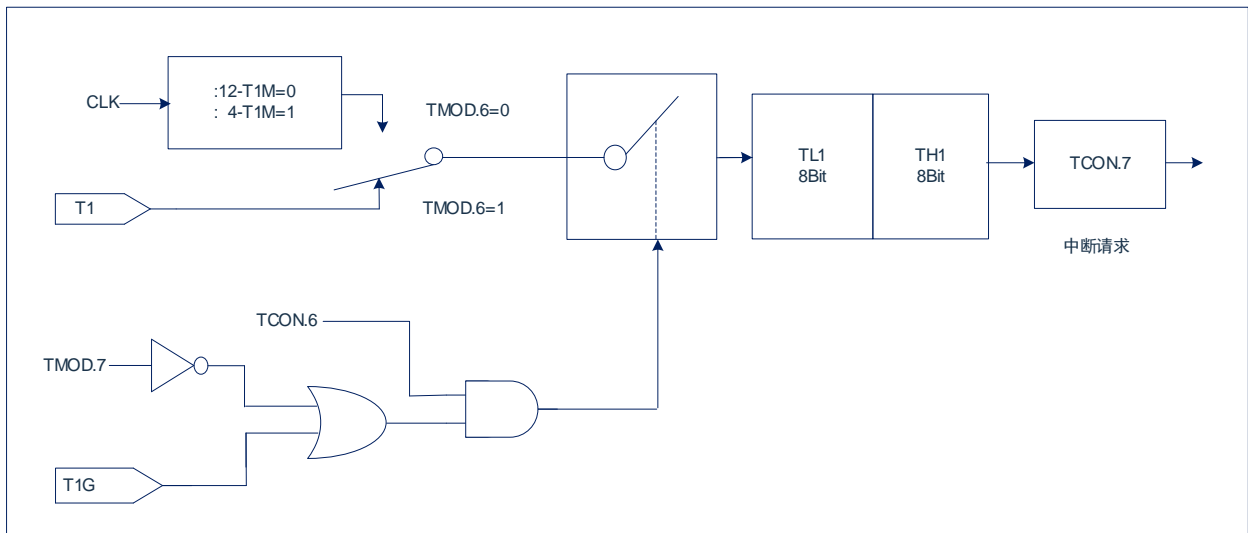 CLK
:12-T1M=0
: 4-T1M=1
TMOD.6=0
T1
TMOD.6=1
TL1
8Bit
TH1
8Bit
TCON.7
中断请求
TCON.6
TMOD.7
T1G